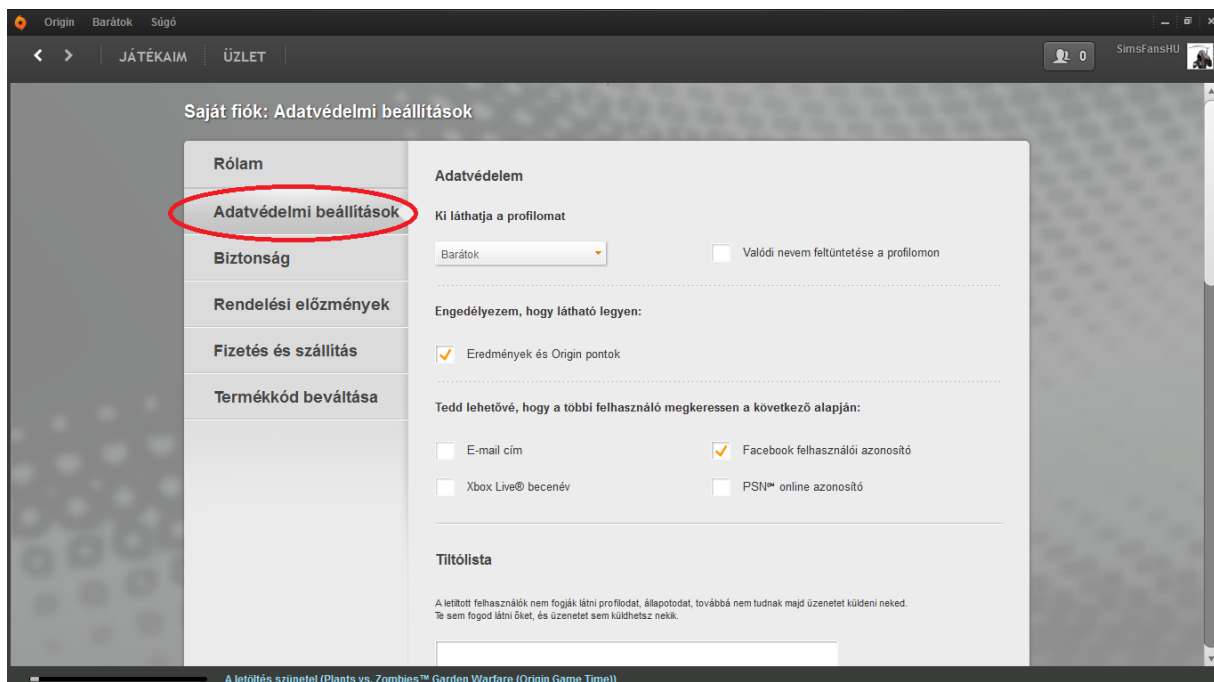 Origin Barátok Súgó
JÁTÉKAIM ÜZLET
0 SimsFansHU
Saját fiók: Adatvédelmi beállítások
Rólam
Adatvédelmi beállítások
Biztonság
Rendelési előzmények
Fizetés és szállítás
Termékkód beváltása
Adatvédelem
Ki láthatja a profilomat
Barátok Valódi nevem feltüntetése a profilomon
Engedélyezem, hogy látható legyen:
Eredmények és Origin pontok
Tedd lehetővé, hogy a többi felhasználó megkeressen a következő alapján:
E-mail cím Facebook felhasználói azonosító
Xbox Live® becenév PSN℠ online azonosító
Tiltólista
A letiltott felhasználók nem fogják látni profilodat, állapotodat, továbbá nem tudnak majd üzenetet küldeni neked.
Te sem fogod látni őket, és üzenetet sem küldhetsz nekik.
A letöltés szünetel (Plants vs. Zombies™ Garden Warfare (Origin Game Time))